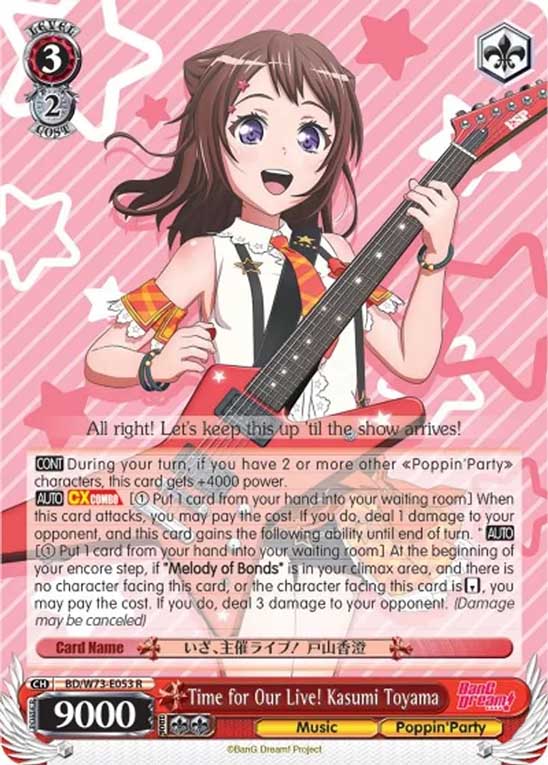 LEVEL
3
2
COST
ESP
All right! Let's keep this up 'til the show arrives!
CONT During your turn, if you have 2 or more other «Poppin'Party»
characters, this card gets +4000 power.
AUTO CXCOMBO [① Put 1 card from your hand into your waiting room] When
this card attacks, you may pay the cost. If you do, deal 1 damage to your
opponent, and this card gains the following ability until end of turn. "AUTO
[① Put 1 card from your hand into your waiting room] At the beginning of
your encore step, if "Melody of Bonds" is in your climax area, and there is
no character facing this card, or the character facing this card is, you
may pay the cost. If you do, deal 3 damage to your opponent. (Damage
may be canceled)
Card Name いざ、主催ライブ! 戸山香澄
CH BD/W73-E053 R
Time for Our Live! Kasumi Toyama
BanG Dream!
POWER 9000
SOUL
Music Poppin'Party
©BanG Dream! Project